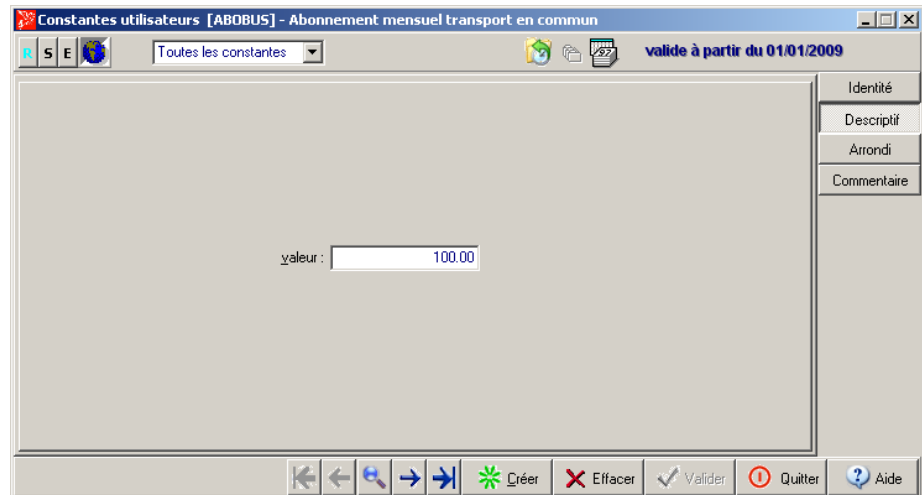 Constantes utilisateurs [ABOBUS] - Abonnement mensuel transport en commun
R S E Toutes les constantes 97 valide à partir du 01/01/2009
Identité
Descriptif
Arrondi
Commentaire
valeur : 100.00
Créer Effacer Valider Quitter Aide